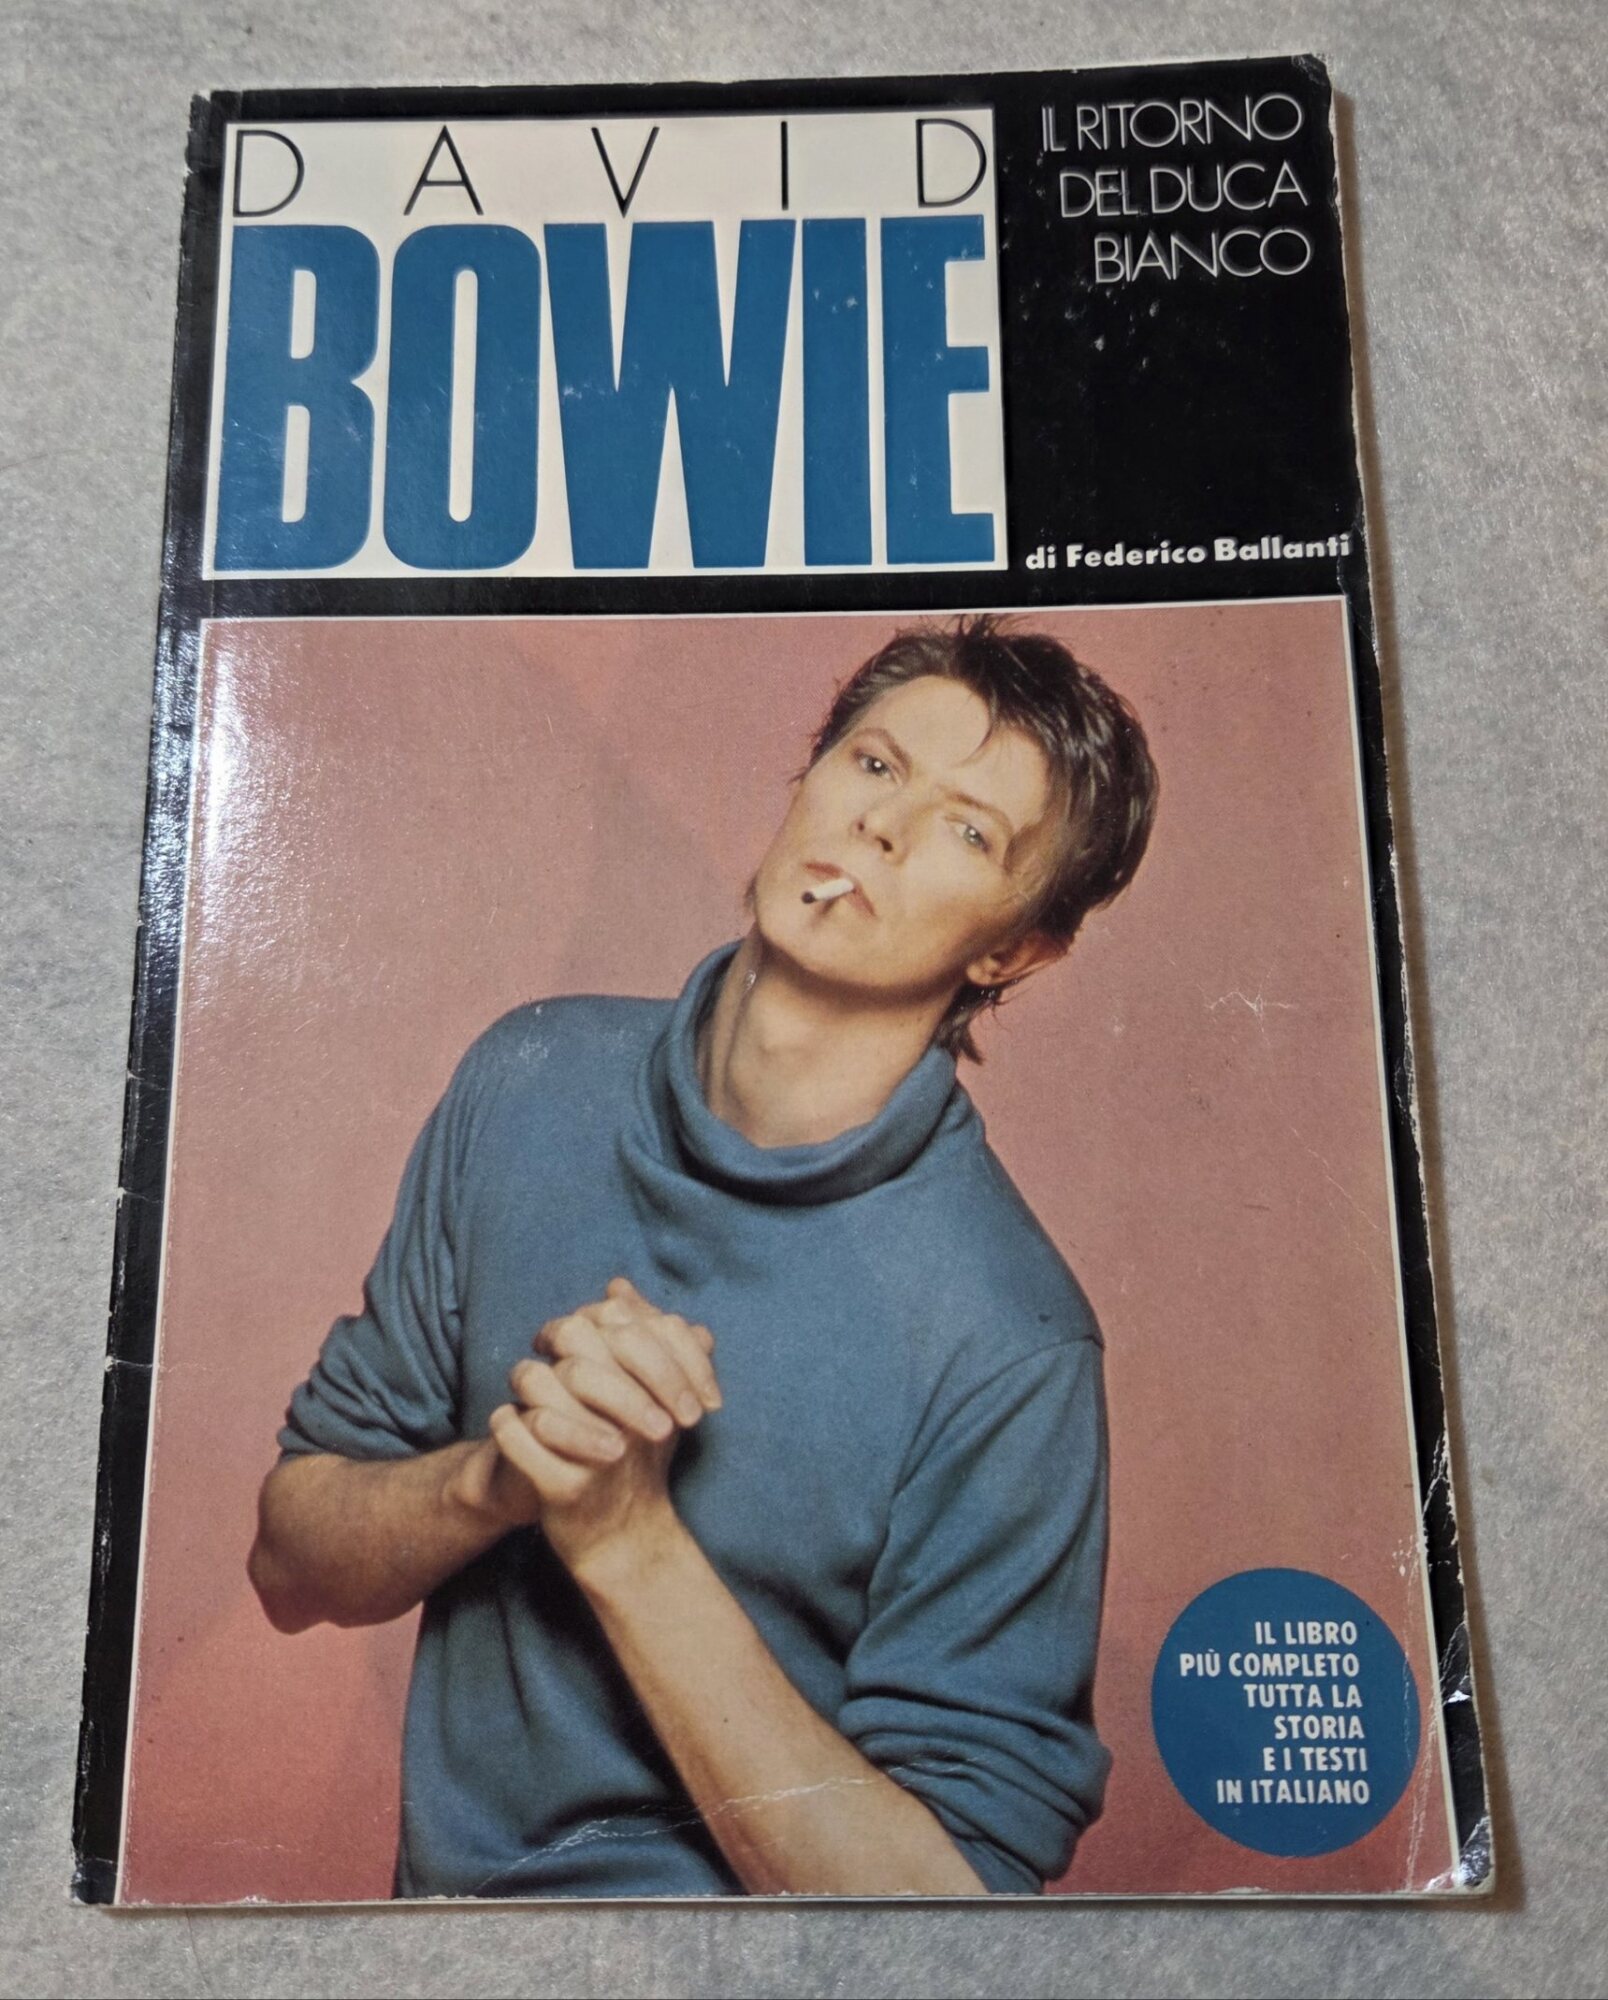 DAVID
BOWIE
IL RITORNO
DEL DUCA
BIANCO
di Federico Ballanti
IL LIBRO
PIÙ COMPLETO
TUTTA LA
STORIA
E I TESTI
IN ITALIANO